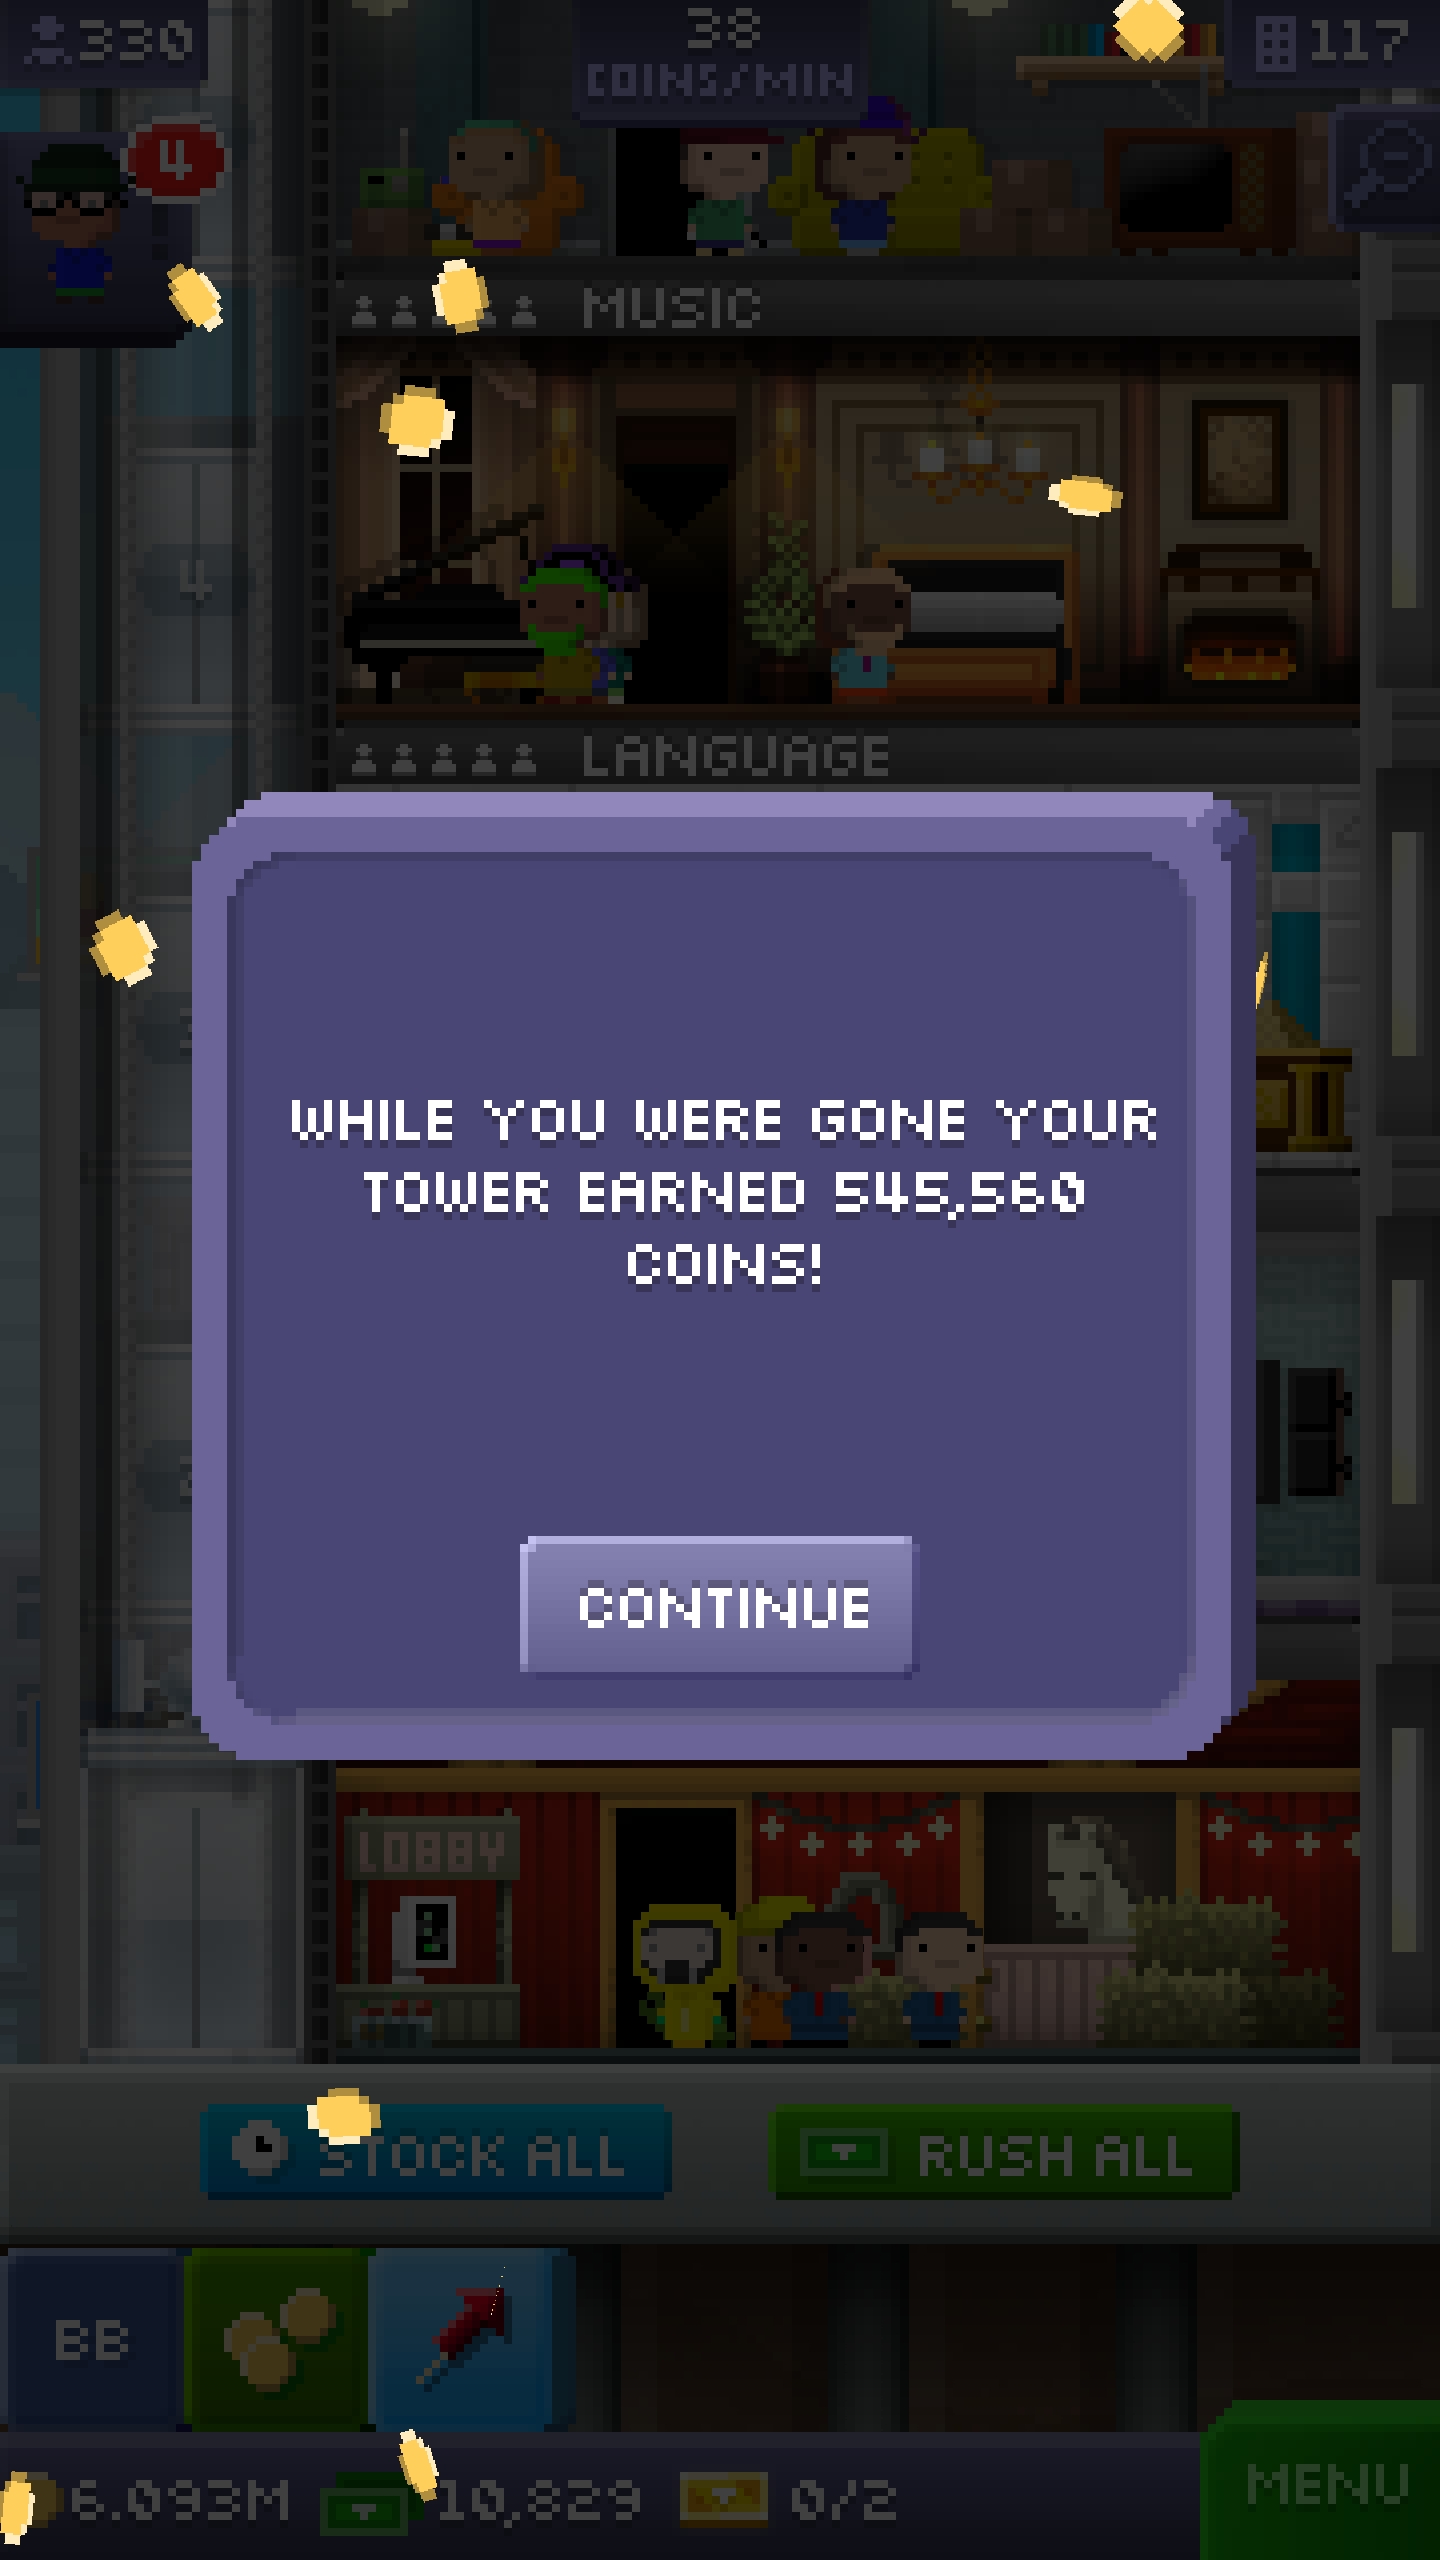 330
38
COINS/MIN
117
4
MUSIC
4
LANGUAGE
WHILE YOU WERE GONE YOUR
TOWER EARNED 545,560
COINS!
CONTINUE
LOBBY
STOCK ALL
RUSH ALL
BB
6.093M
10,829
0/2
MENU